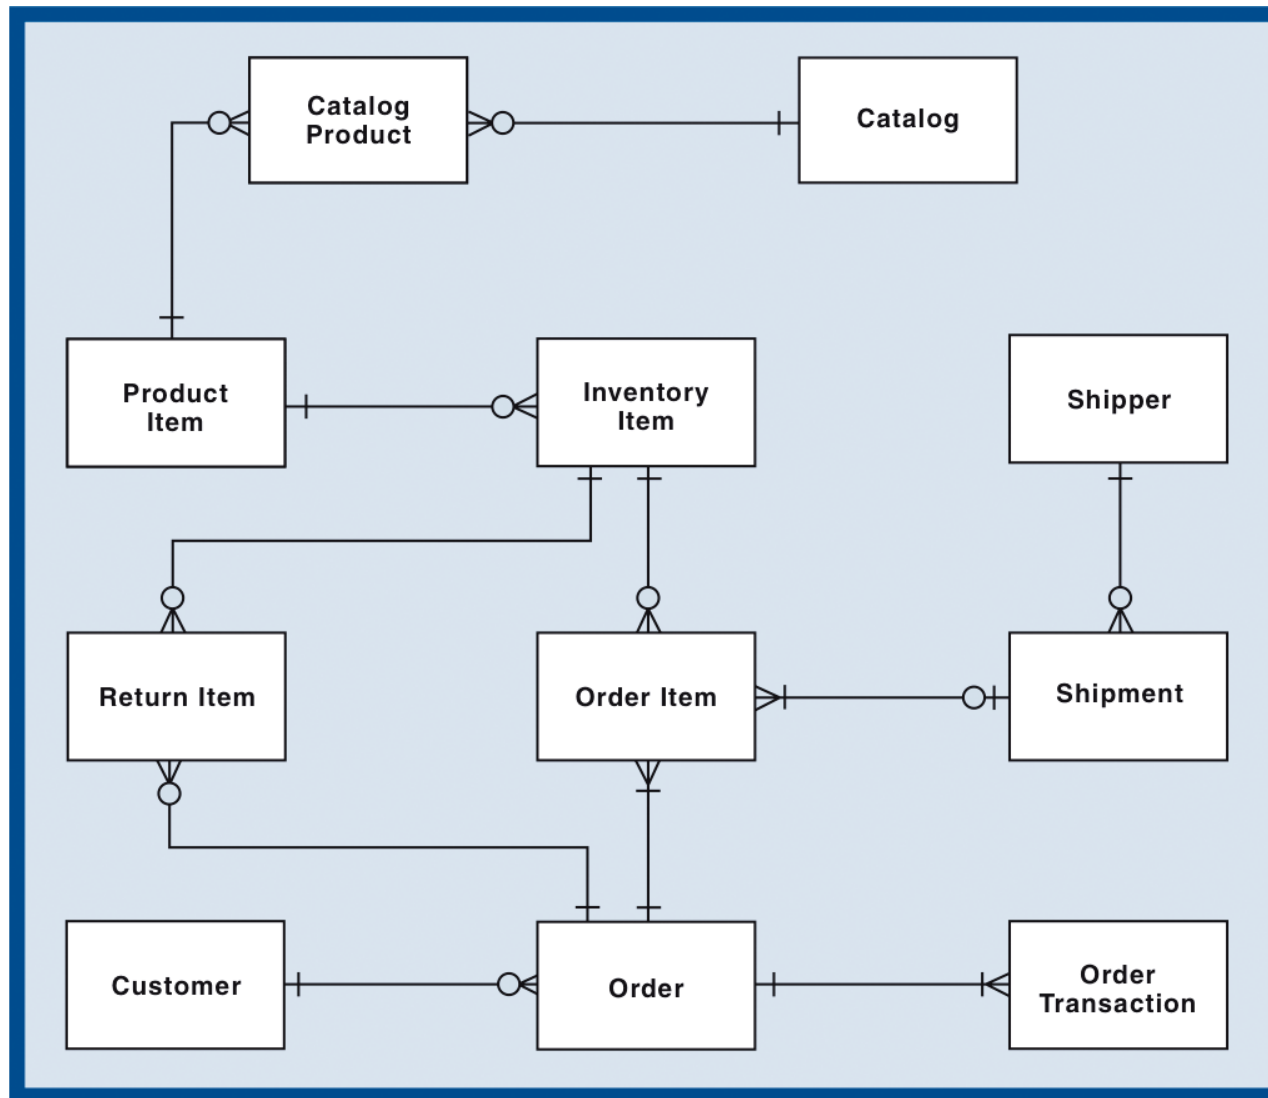 Catalog
Product
Catalog
Product
Item
Inventory
Item
Shipper
Return Item
Order Item
Shipment
Customer
Order
Order
Transaction